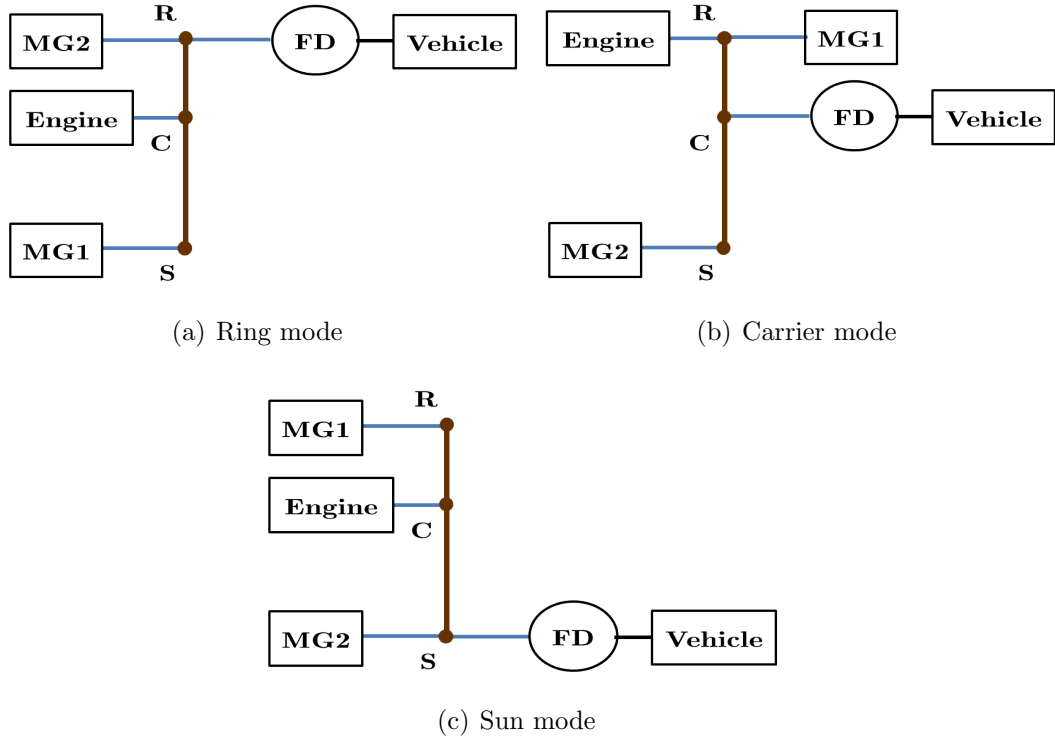 R
MG2
FD
Vehicle
Engine
C
MG1
S
(a) Ring mode
R
Engine
MG1
FD
Vehicle
C
MG2
S
(b) Carrier mode
R
MG1
Engine
C
MG2
FD
Vehicle
S
(c) Sun mode